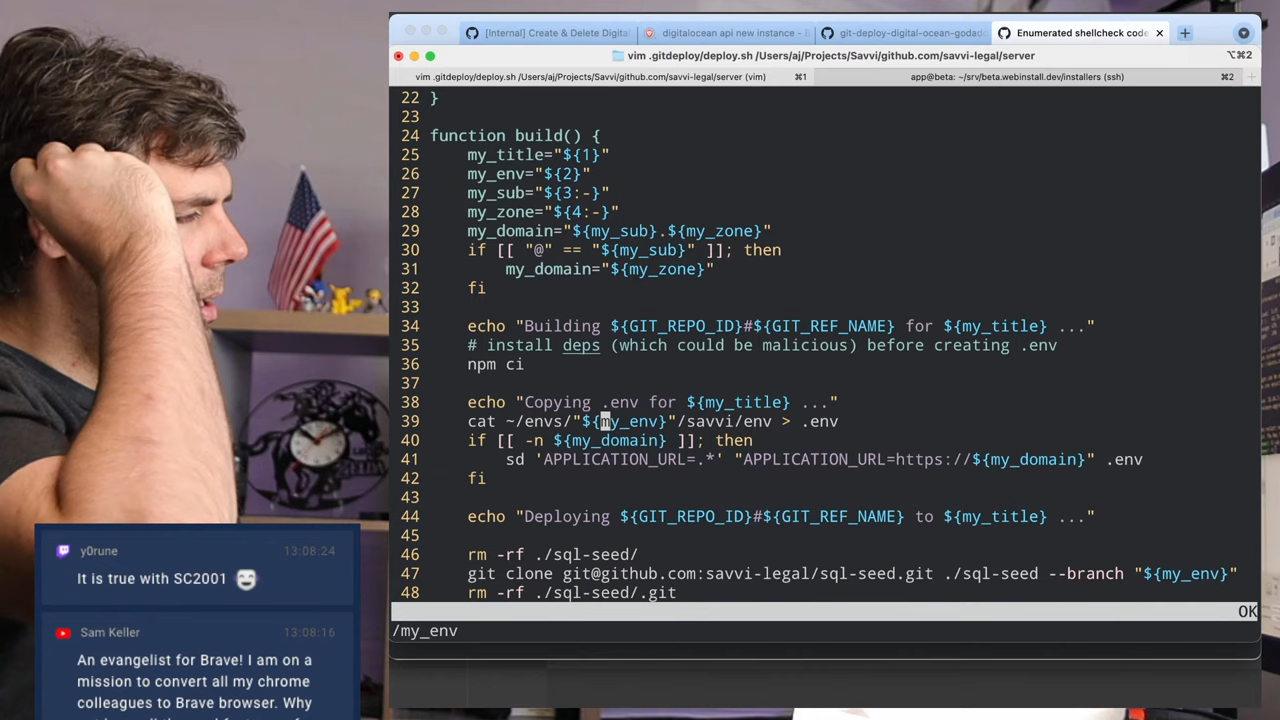 [Internal] Create & Delete Digital
digitalocean api new instance - B
git-deploy-digital-ocean-godadd
Enumerated shellcheck code
vim .gitdeploy/deploy.sh /Users/aj/Projects/Savvi/github.com/savvi-legal/server
⌥⌘2
vim .gitdeploy/deploy.sh /Users/aj/Projects/Savvi/github.com/savvi-legal/server (vim)
⌘1
app@beta: ~/srv/beta.webinstall.dev/installers (ssh)
⌘2
22 }
23
24 function build() {
25     my_title="${1}"
26     my_env="${2}"
27     my_sub="${3:-}"
28     my_zone="${4:-}"
29     my_domain="${my_sub}.${my_zone}"
30     if [[ "@" == "${my_sub}" ]]; then
31         my_domain="${my_zone}"
32     fi
33
34     echo "Building ${GIT_REPO_ID}#${GIT_REF_NAME} for ${my_title} ..."
35     # install deps (which could be malicious) before creating .env
36     npm ci
37
38     echo "Copying .env for ${my_title} ..."
39     cat ~/envs/"${my_env}"/savvi/env > .env
40     if [[ -n ${my_domain} ]]; then
41         sd 'APPLICATION_URL=.*' "APPLICATION_URL=https://${my_domain}" .env
42     fi
43
44     echo "Deploying ${GIT_REPO_ID}#${GIT_REF_NAME} to ${my_title} ..."
45
46     rm -rf ./sql-seed/
47     git clone git@github.com:savvi-legal/sql-seed.git ./sql-seed --branch "${my_env}"
48     rm -rf ./sql-seed/.git
OK
/my_env
y0rune
13:08:24
It is true with SC2001
Sam Keller
13:08:16
An evangelist for Brave! I am on a
mission to convert all my chrome
colleagues to Brave browser. Why